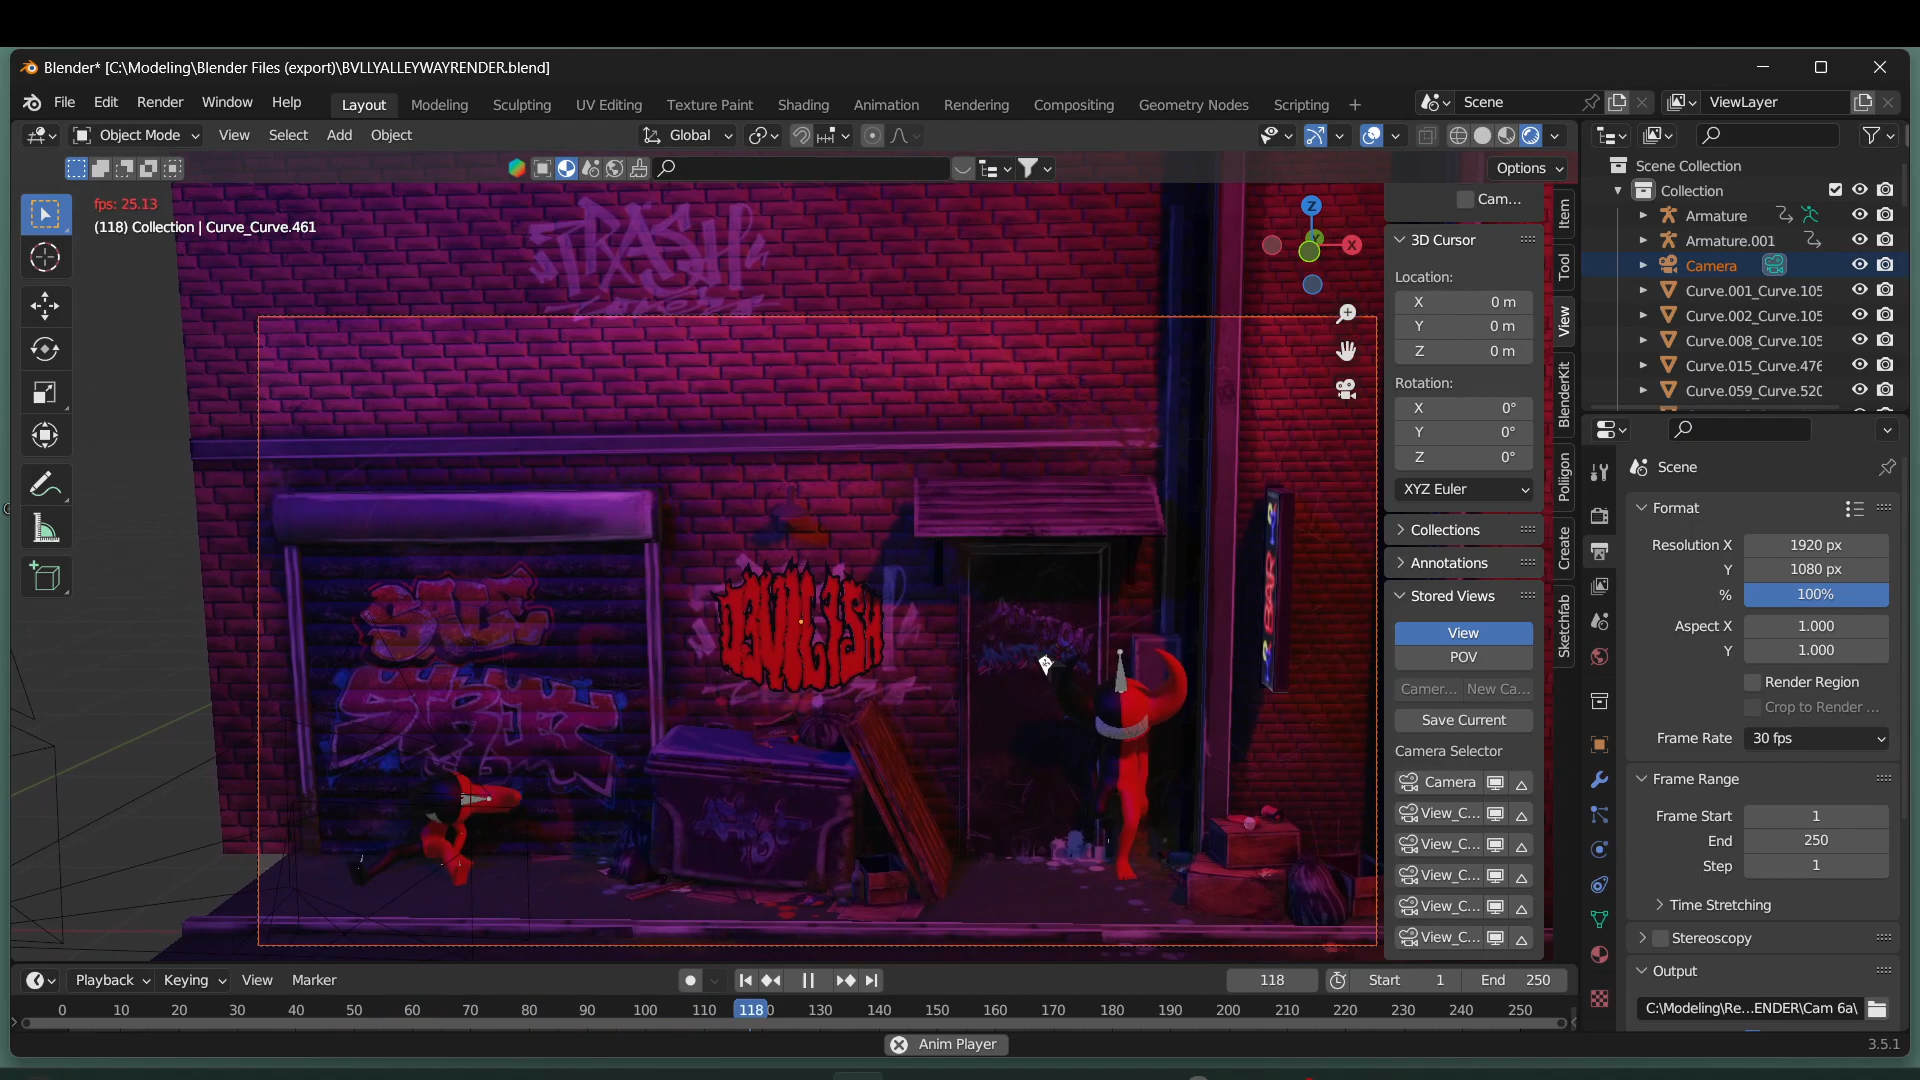 Blender* [C:\Modeling\Blender Files (export)\BVLLYALLEYWAYRENDER.blend]
File Edit Render Window Help Layout Modeling Sculpting UV Editing Texture Paint Shading Animation Rendering Compositing Geometry Nodes Scripting + Scene ViewLayer
Object Mode View Select Add Object Global
Options
fps: 25.13
(118) Collection | Curve_Curve.461
Z
X
TRASH
BAR
Cam...
3D Cursor
Location:
X 0 m
Y 0 m
Z 0 m
Rotation:
X 0°
Y 0°
Z 0°
XYZ Euler
Collections
Annotations
Stored Views
View
POV
Camer... New Ca...
Save Current
Camera Selector
Camera
View_C...
View_C...
View_C...
View_C...
View_C...
Item
Tool
View
BlenderKit
Poliigon
Create
Sketchfab
Scene Collection
Collection
Armature
Armature.001
Camera
Curve.001_Curve.105
Curve.002_Curve.105
Curve.008_Curve.105
Curve.015_Curve.476
Curve.059_Curve.520
Scene
Format
Resolution X 1920 px
Y 1080 px
% 100%
Aspect X 1.000
Y 1.000
Render Region
Crop to Render ...
Frame Rate 30 fps
Frame Range
Frame Start 1
End 250
Step 1
Time Stretching
Stereoscopy
Output
C:\Modeling\Re...ENDER\Cam 6a\
Playback Keying View Marker 118 Start 1 End 250
0 10 20 30 40 50 60 70 80 90 100 110 118 130 140 150 160 170 180 190 200 210 220 230 240 250
Anim Player
3.5.1